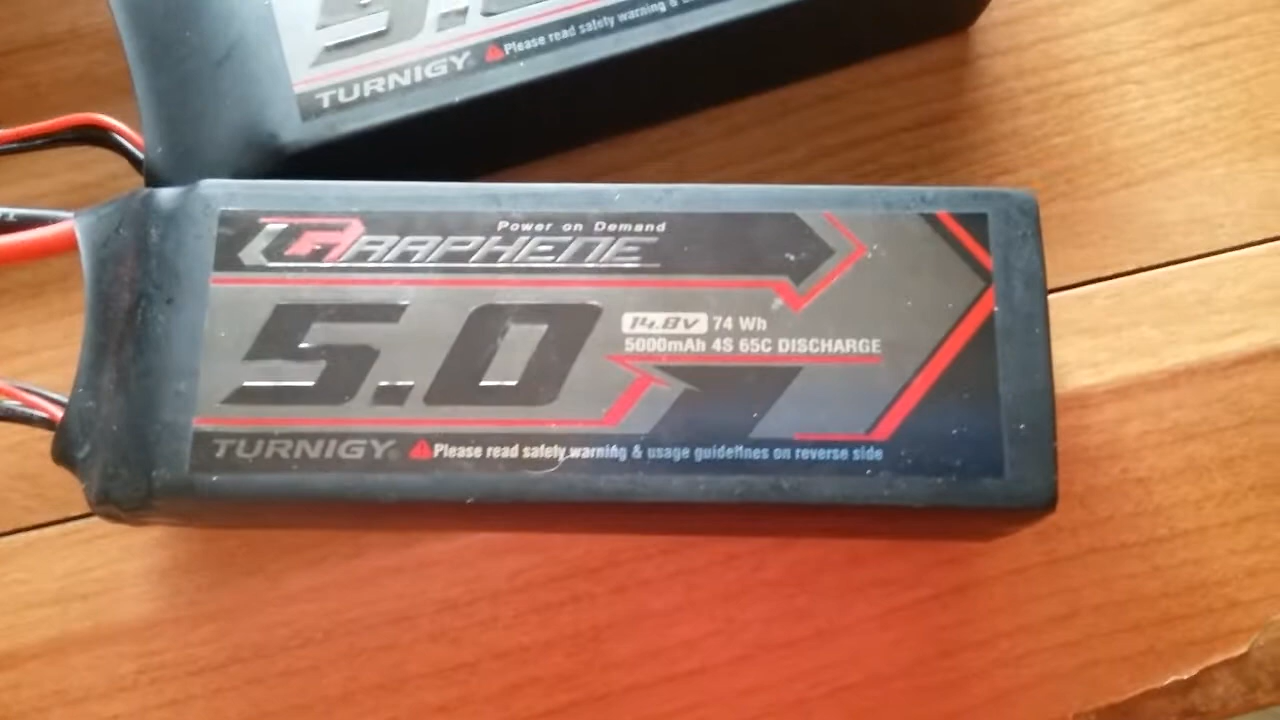 TURNIGY Please read safety warning &
Power on Demand
GRAPHENE
5.0
14.8V 74 Wh
5000mAh 4S 65C DISCHARGE
TURNIGY Please read safety warning & usage guidelines on reverse side